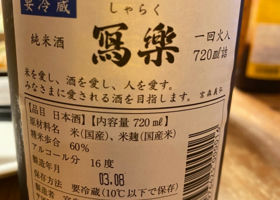 要冷蔵
しゃらく
純米酒
寫樂
一回火入
720㎖詰
米を愛し、酒を愛し、人を愛す。
みなさまに愛される酒を目指します。
【品目 日本酒】【内容量 720㎖】
原材料名 米(国産)、米麹(国産米)
精米歩合 60%
アルコール分 16度
製造年月
03.08
保存方法 要冷蔵(10℃以下で保存)